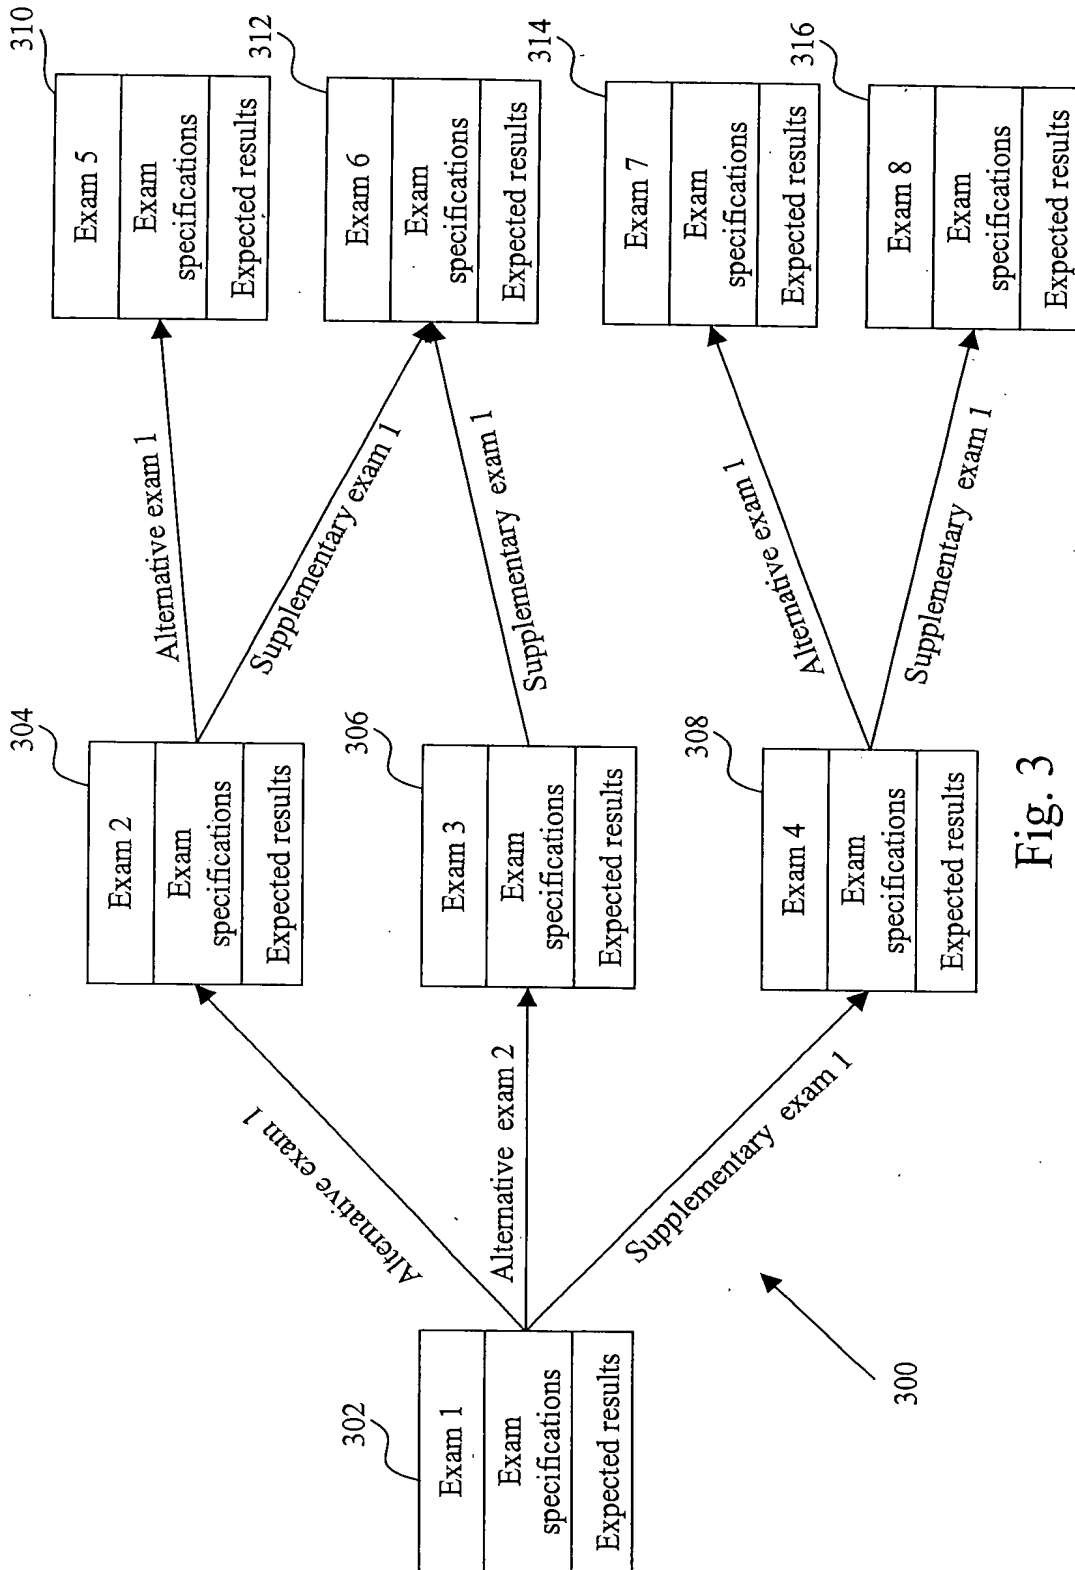 302
Exam 1
Exam
specifications
Expected results
Alternative exam 1
Alternative exam 2
Supplementary exam 1
304
Exam 2
Exam
specifications
Expected results
306
Exam 3
Exam
specifications
Expected results
308
Exam 4
Exam
specifications
Expected results
Alternative exam 1
Supplementary exam 1
Supplementary exam 1
Alternative exam 1
Supplementary exam 1
310
Exam 5
Exam
specifications
Expected results
312
Exam 6
Exam
specifications
Expected results
314
Exam 7
Exam
specifications
Expected results
316
Exam 8
Exam
specifications
Expected results
300
Fig. 3